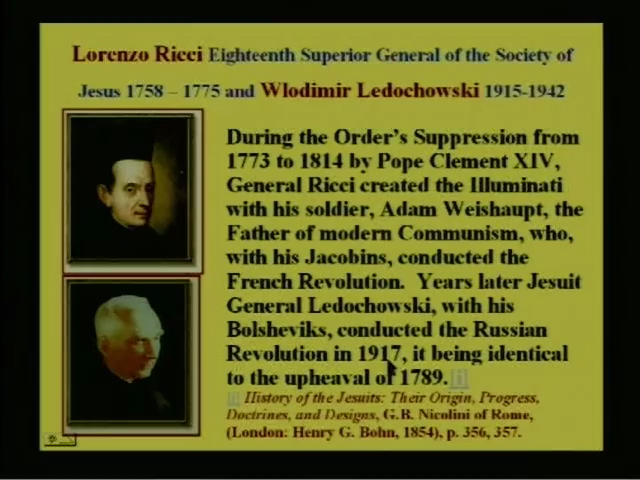 Lorenzo Ricci Eighteenth Superior General of the Society of
Jesus 1758 – 1775 and Wlodimir Ledochowski 1915-1942
During the Order's Suppression from
1773 to 1814 by Pope Clement XIV,
General Ricci created the Illuminati
with his soldier, Adam Weishaupt, the
Father of modern Communism, who,
with his Jacobins, conducted the
French Revolution.  Years later Jesuit
General Ledochowski, with his
Bolsheviks, conducted the Russian
Revolution in 1917, it being identical
to the upheaval of 1789.[i]
[i] History of the Jesuits: Their Origin, Progress,
Doctrines, and Designs, G.B. Nicolini of Rome,
(London: Henry G. Bohn, 1854), p. 356, 357.